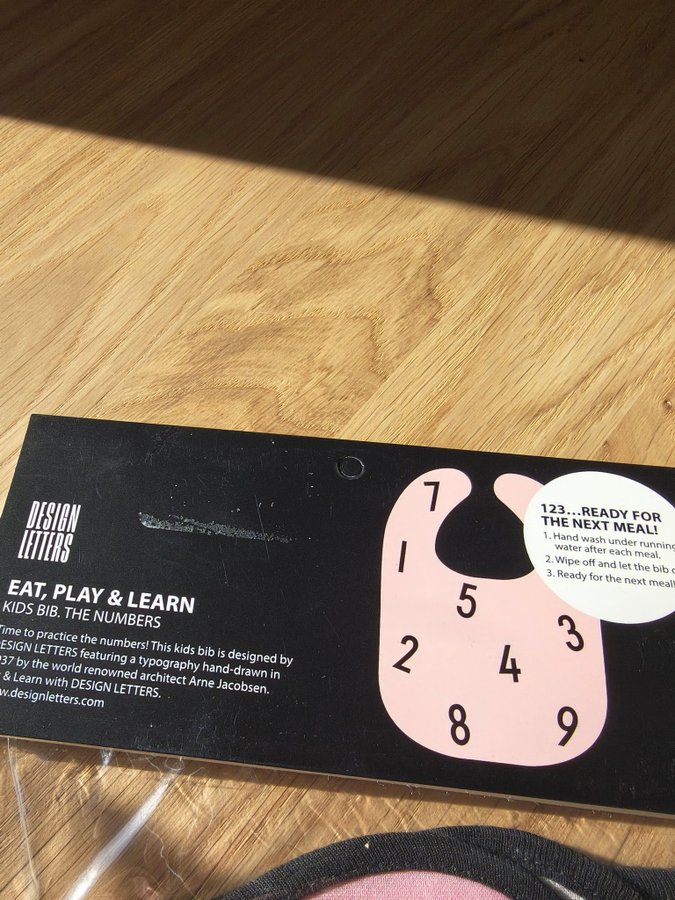 DESIGN
LETTERS
EAT, PLAY & LEARN
KIDS BIB. THE NUMBERS
Time to practice the numbers! This kids bib is designed by
DESIGN LETTERS featuring a typography hand-drawn in
37 by the world renowned architect Arne Jacobsen.
& Learn with DESIGN LETTERS.
w.designletters.com
7
1
5
3
2
4
8
9
123...READY FOR
THE NEXT MEAL!
1. Hand wash under running
water after each meal.
2. Wipe off and let the bib
3. Ready for the next meal!